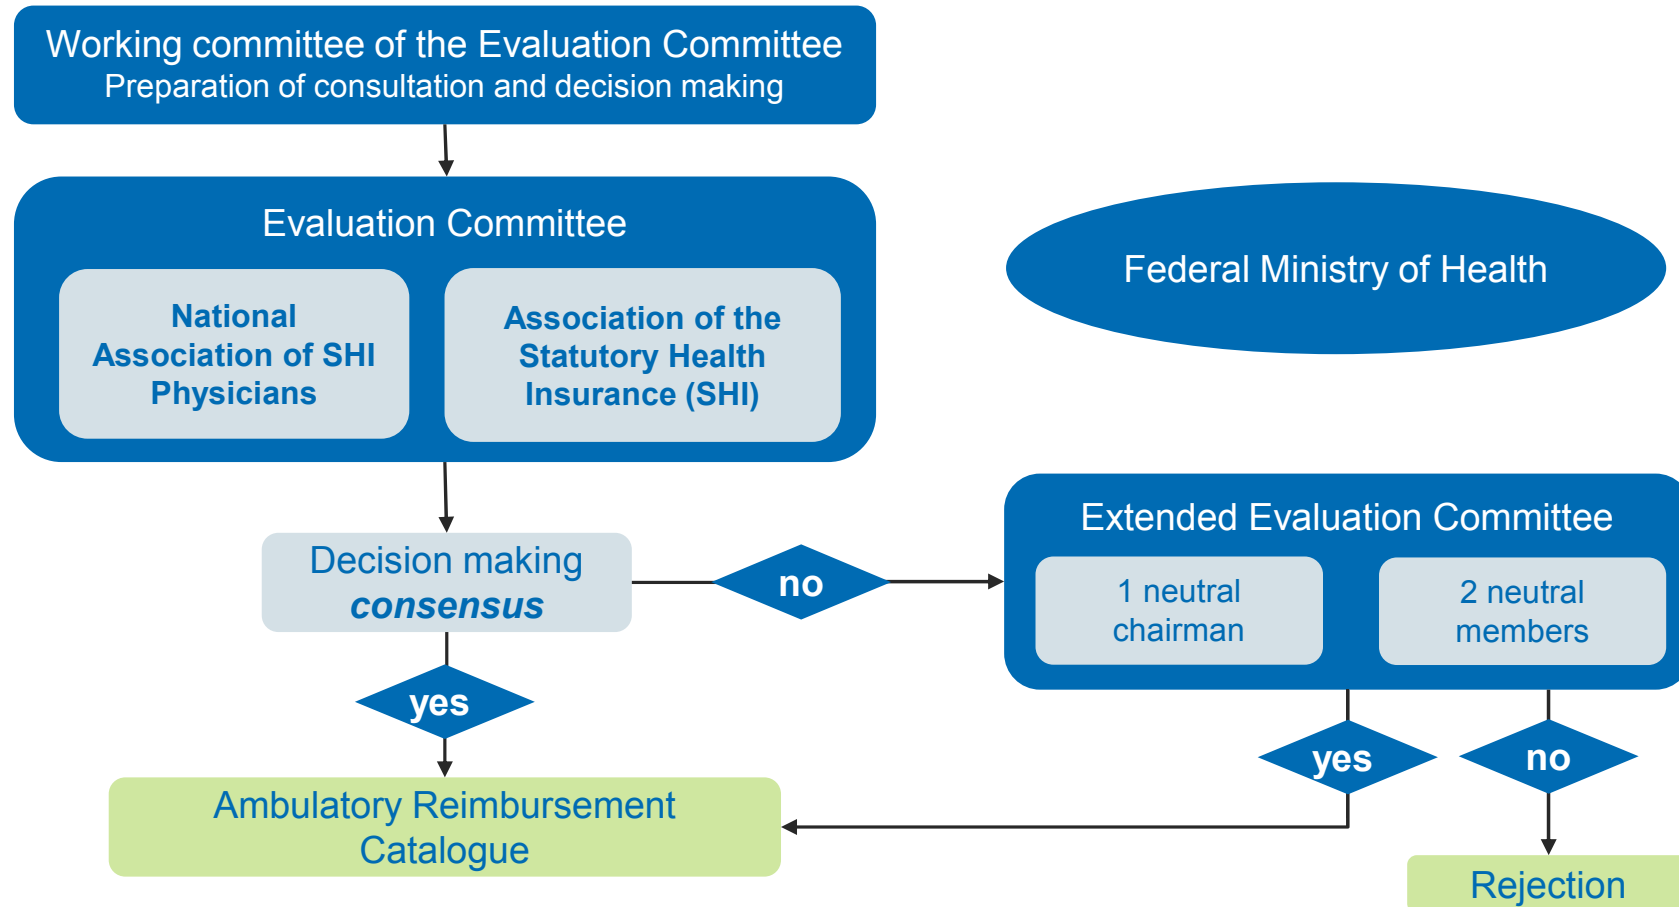 Working committee of the Evaluation Committee
Preparation of consultation and decision making
Evaluation Committee
National
Association of SHI
Physicians
Association of the
Statutory Health
Insurance (SHI)
Federal Ministry of Health
Decision making
consensus
no
Extended Evaluation Committee
1 neutral
chairman
2 neutral
members
yes
yes
no
Ambulatory Reimbursement
Catalogue
Rejection